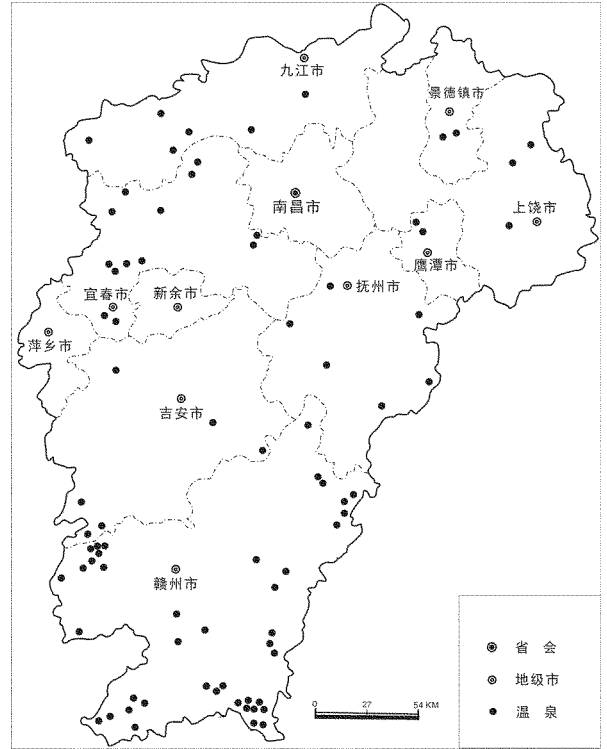 九江市
景德镇市
南昌市
上饶市
鹰潭市
抚州市
宜春市
新余市
萍乡市
吉安市
赣州市
省 会
地级市
温 泉
0 27 54 KM